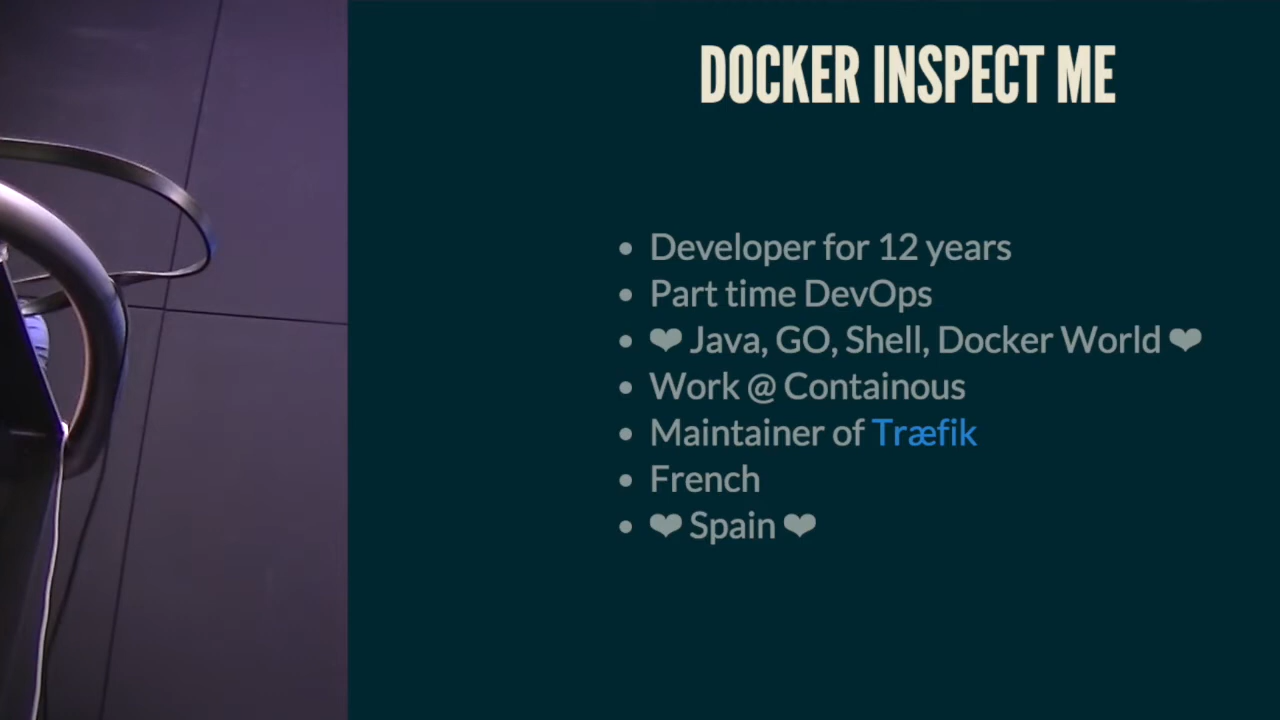 DOCKER INSPECT ME
Developer for 12 years
Part time DevOps
❤ Java, GO, Shell, Docker World ❤
Work @ Containous
Maintainer of Træfik
French
❤ Spain ❤